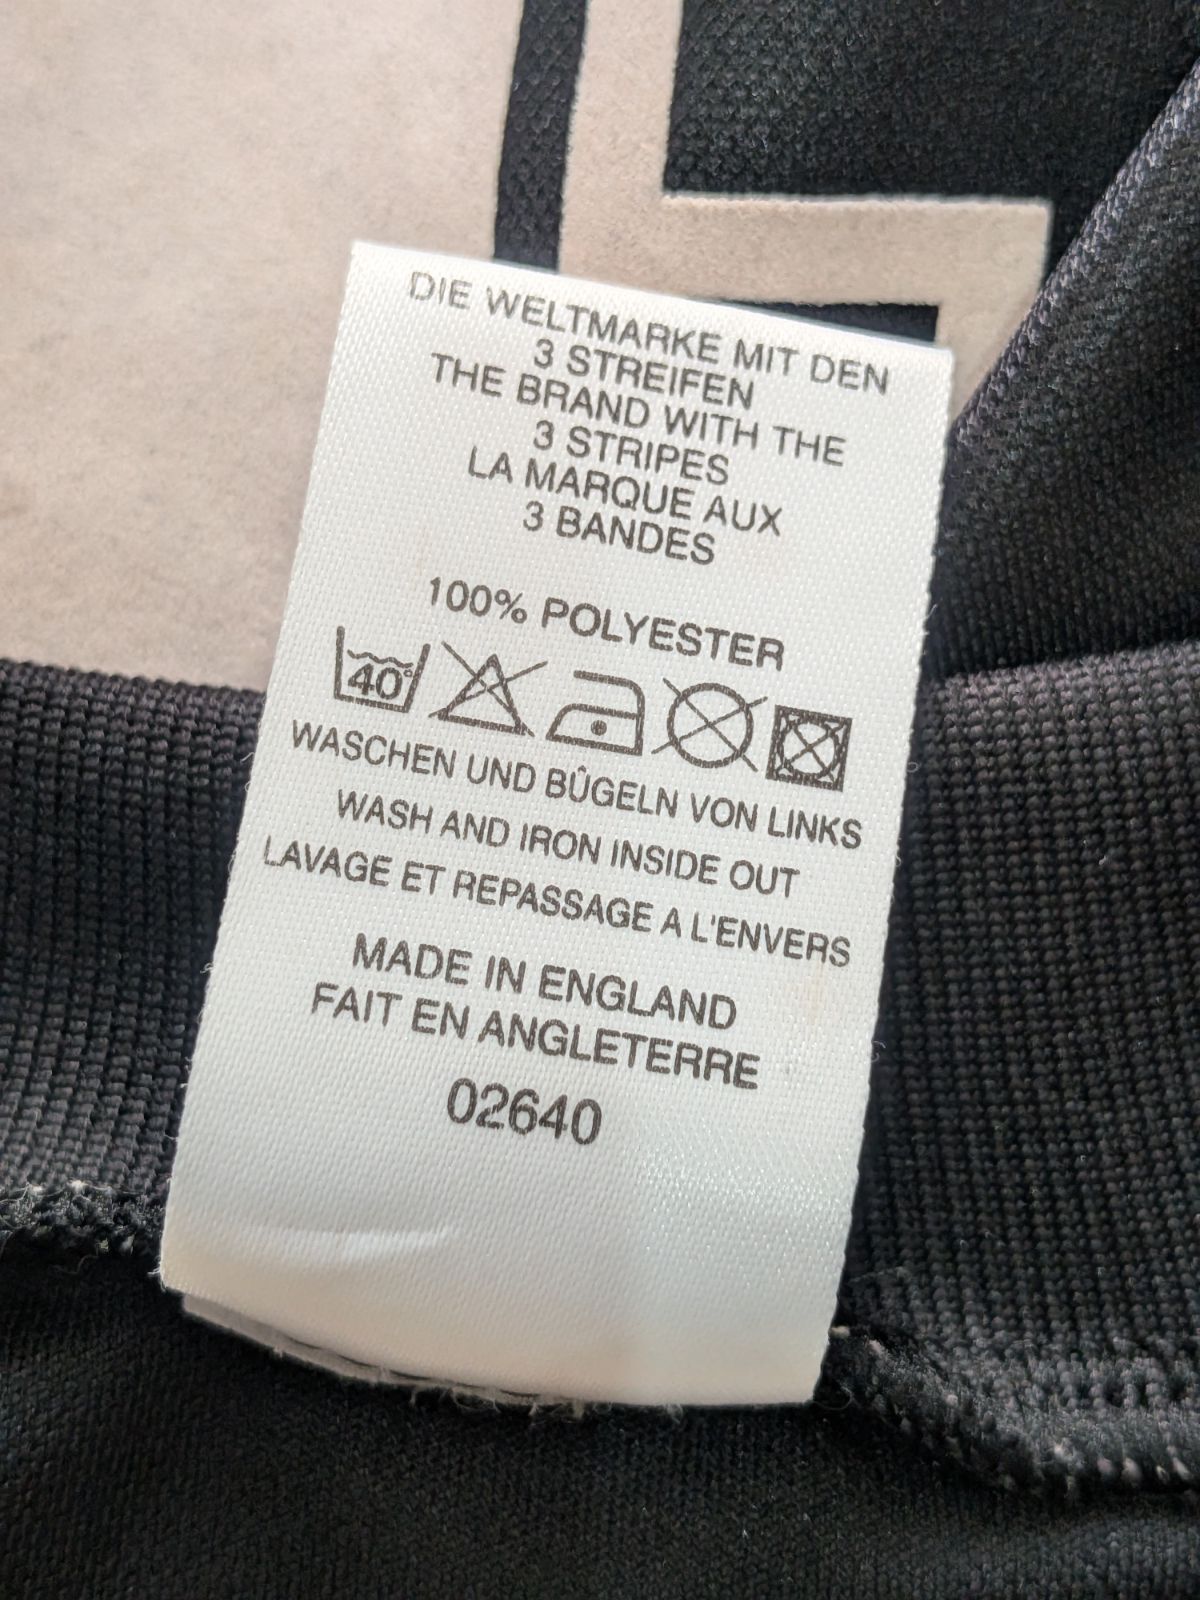 DIE WELTMARKE MIT DEN
3 STREIFEN
THE BRAND WITH THE
3 STRIPES
LA MARQUE AUX
3 BANDES
100% POLYESTER
40°
WASCHEN UND BÛGELN VON LINKS
WASH AND IRON INSIDE OUT
LAVAGE ET REPASSAGE A L'ENVERS
MADE IN ENGLAND
FAIT EN ANGLETERRE
02640